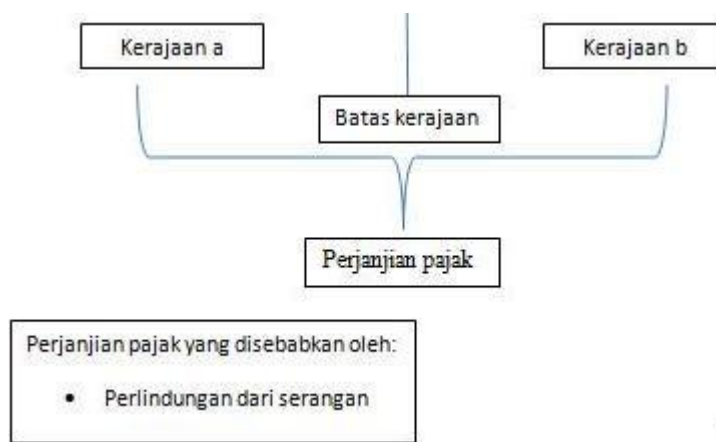 Kerajaan a
Kerajaan b
Batas kerajaan
Perjanjian pajak
Perjanjian pajak yang disebabkan oleh:
• Perlindungan dari serangan